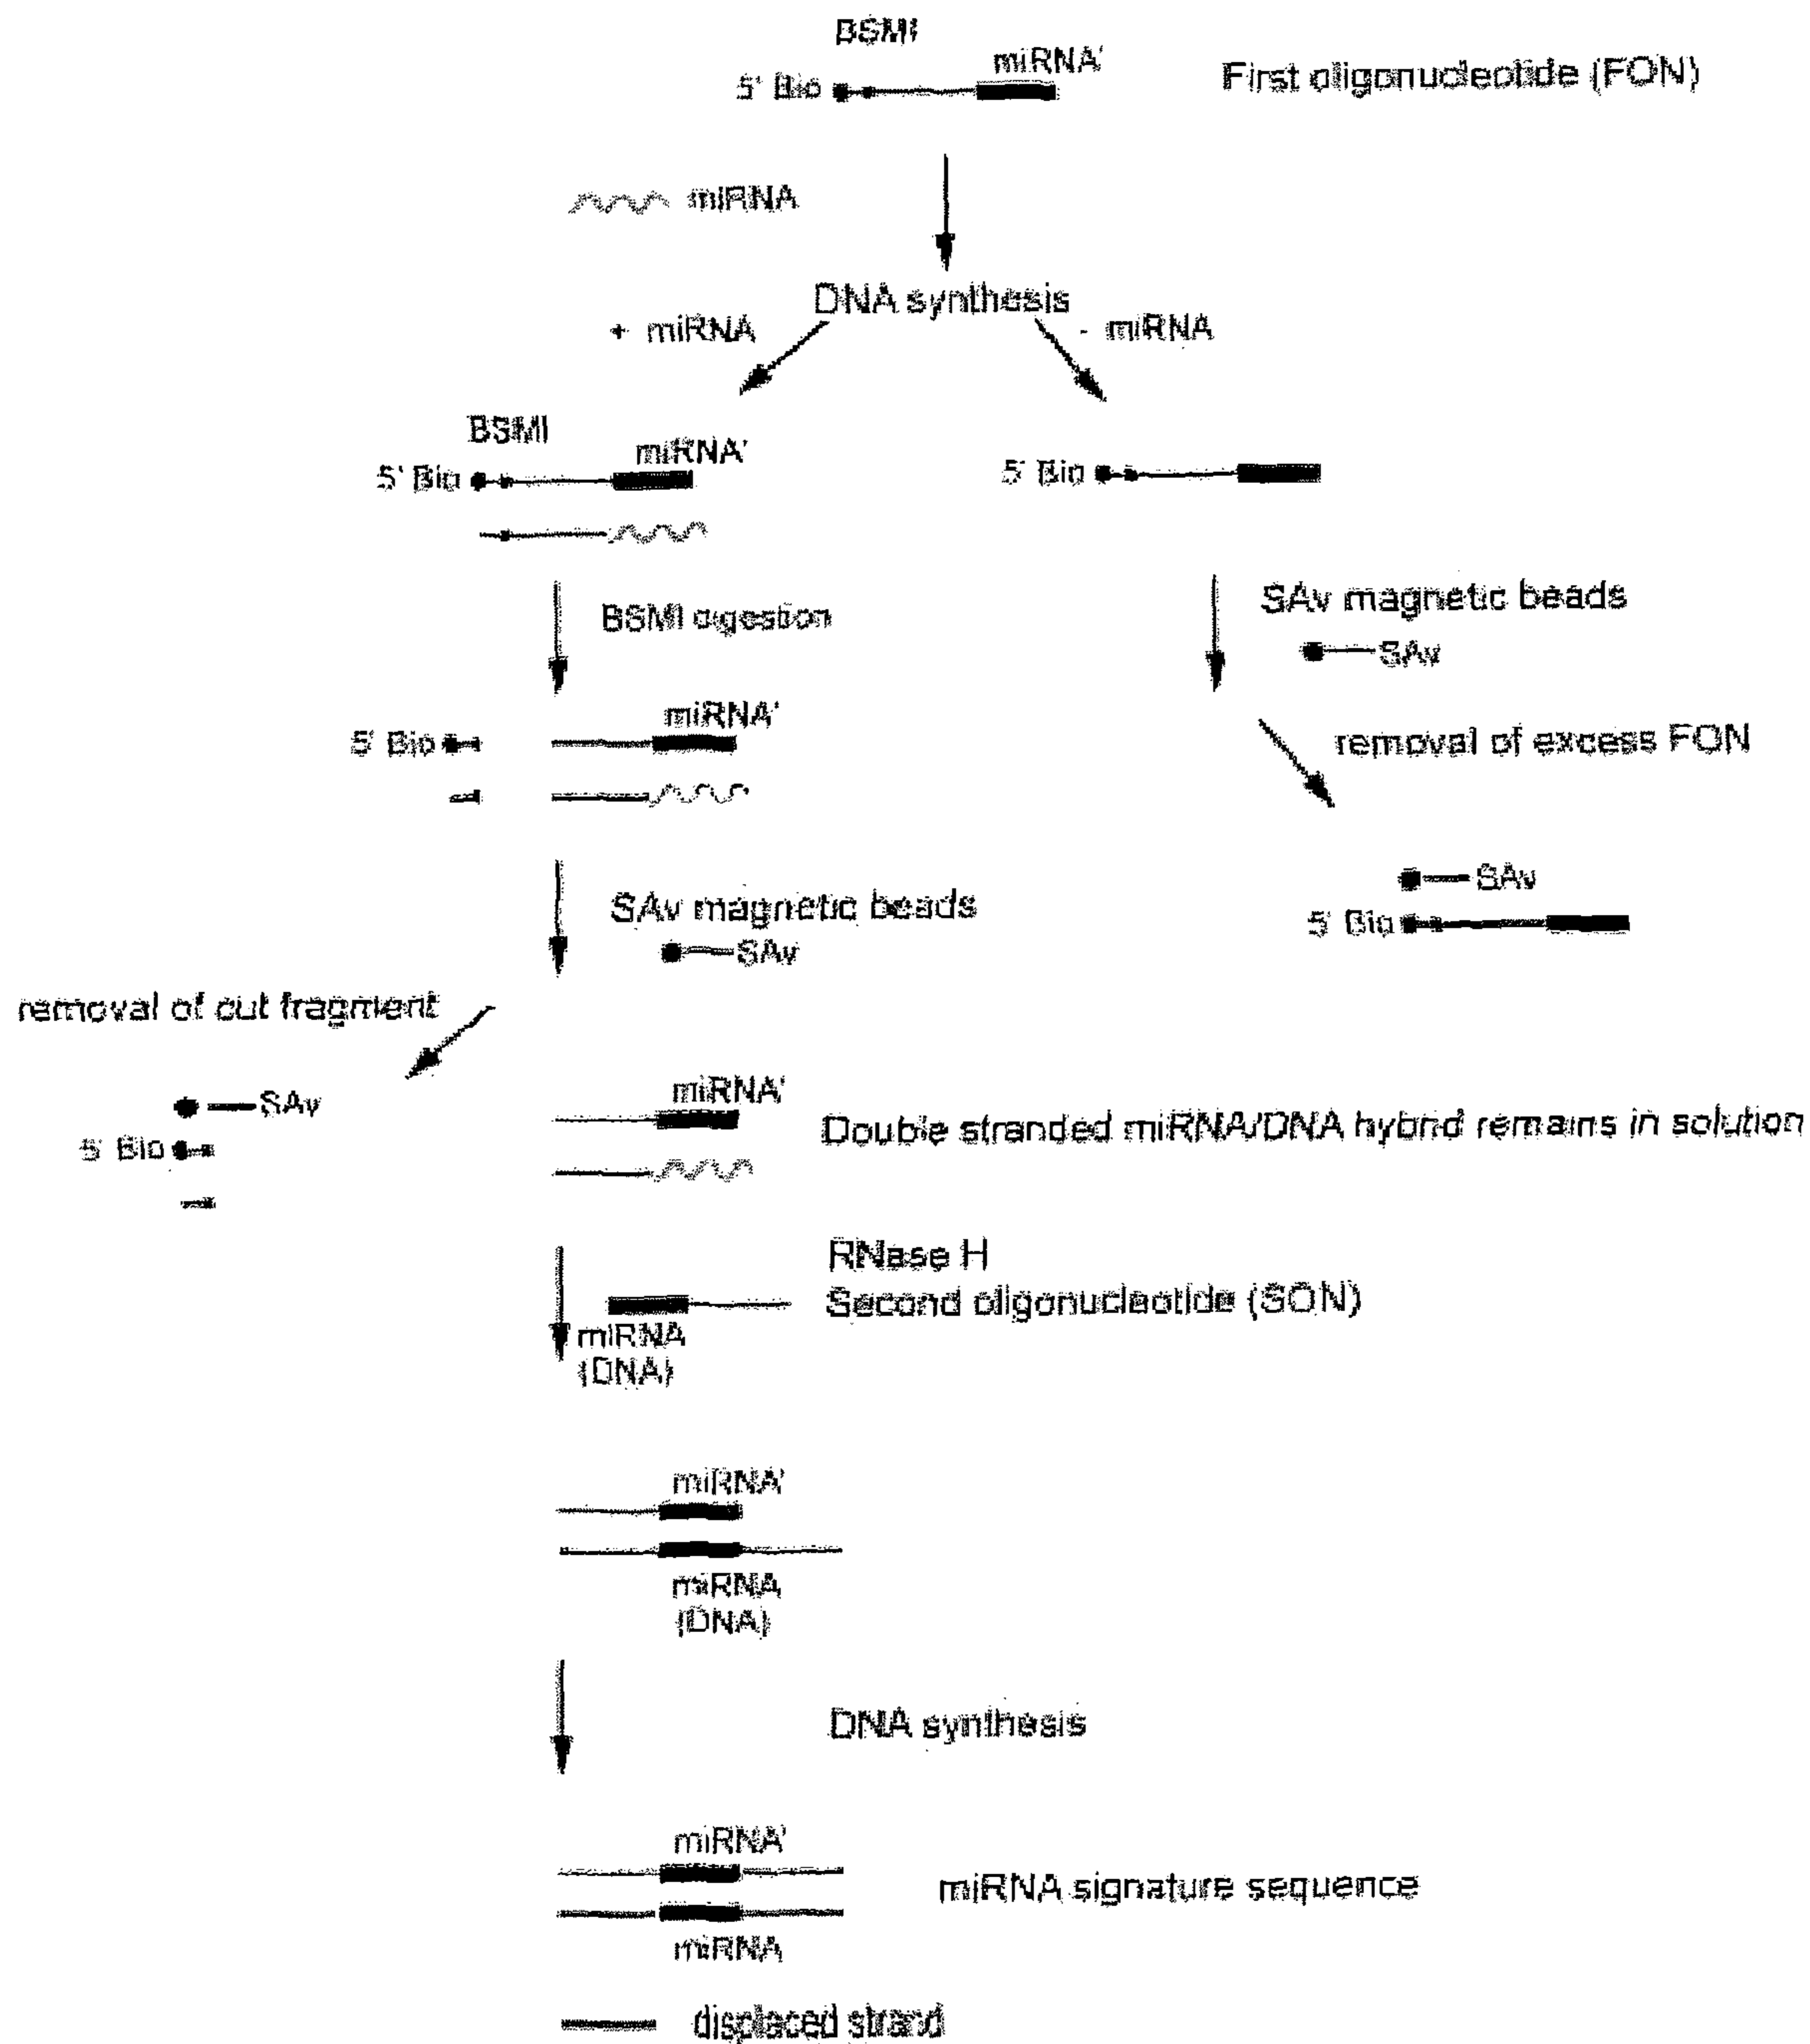 BSMI
miRNA'
5' Bio
First oligonucleotide (FON)
miRNA
DNA synthesis
+ miRNA
- miRNA
BSMI
miRNA'
5' Bio
5' Bio
BSMI digestion
SAv magnetic beads
SAv
miRNA'
5' Bio
removal of excess FON
SAv magnetic beads
SAv
SAv
5' Bio
removal of cut fragment
SAv
5' Bio
miRNA'
Double stranded miRNA/DNA hybrid remains in solution
RNase H
Second oligonucleotide (SON)
miRNA
(DNA)
miRNA'
miRNA
(DNA)
DNA synthesis
miRNA'
miRNA signature sequence
miRNA
displaced strand